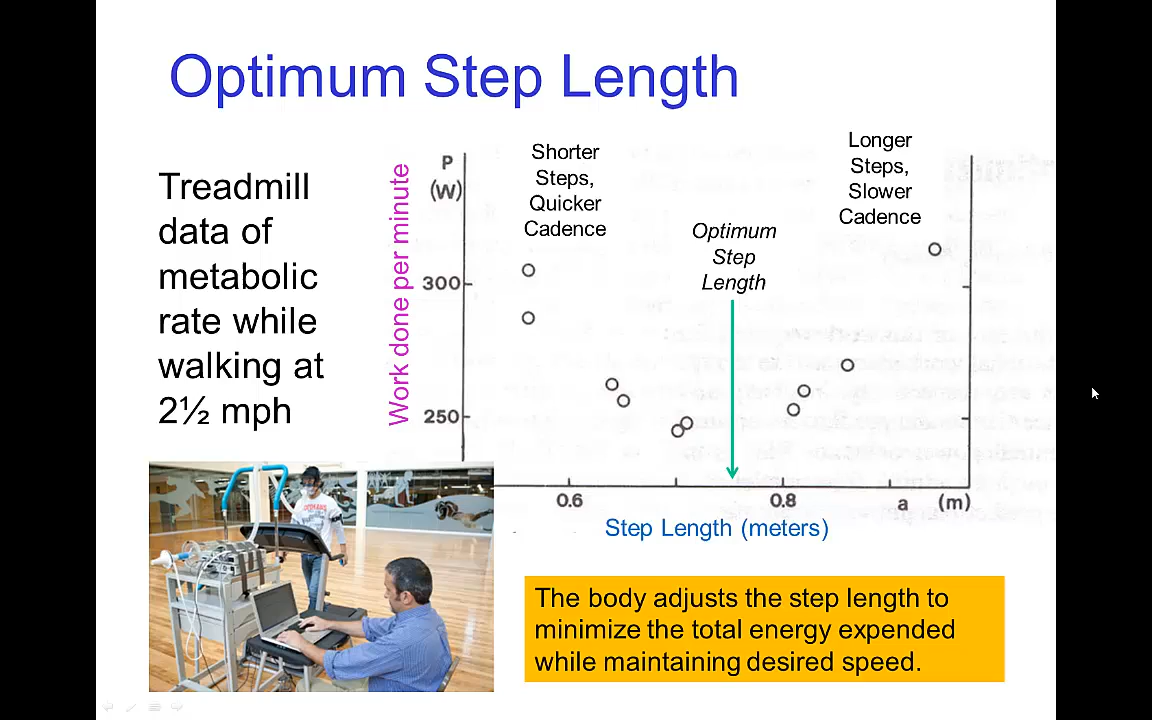 Optimum Step Length
Treadmill
data of
metabolic
rate while
walking at
2½ mph
Work done per minute
P
(W)
300
250
Shorter
Steps,
Quicker
Cadence
Optimum
Step
Length
Longer
Steps,
Slower
Cadence
0.6
0.8
a (m)
Step Length (meters)
The body adjusts the step length to
minimize the total energy expended
while maintaining desired speed.